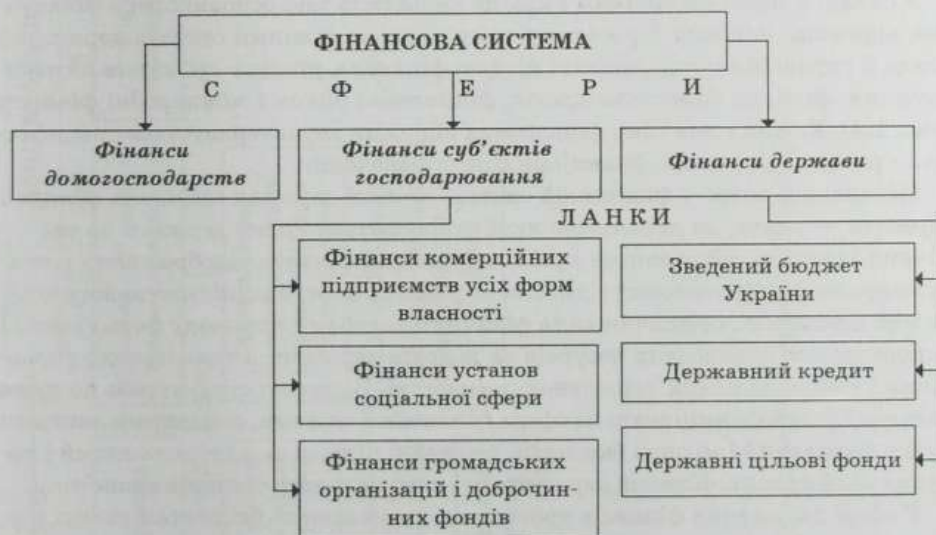 ФІНАНСОВА СИСТЕМА
С Ф Е Р И
Фінанси
домогосподарств
Фінанси суб’єктів
господарювання
Фінанси держави
ЛАНКИ
Фінанси комерційних
підприємств усіх форм
власності
Зведений бюджет
України
Фінанси установ
соціальної сфери
Державний кредит
Фінанси громадських
організацій і доброчин-
них фондів
Державні цільові фонди